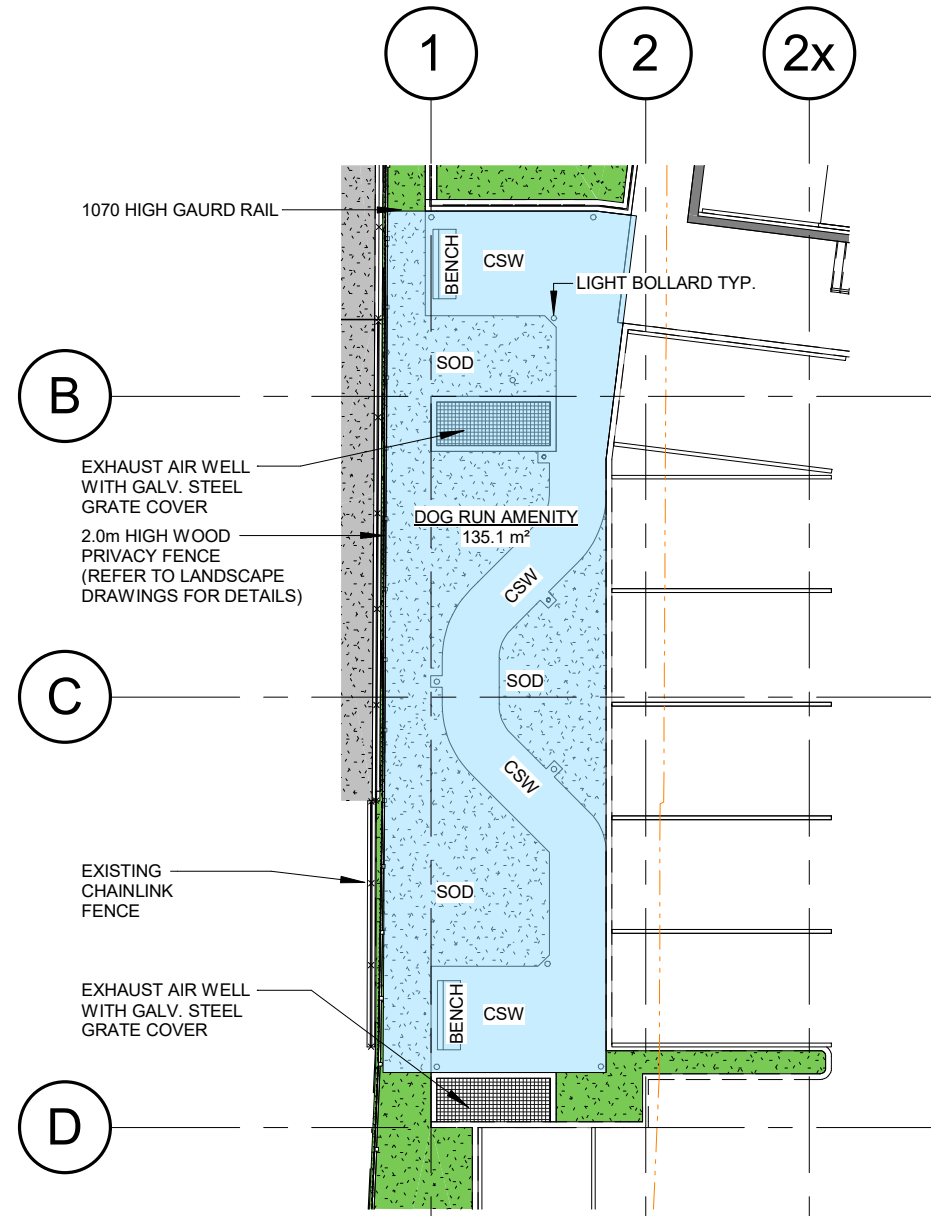 1
2
2x
1070 HIGH GAURD RAIL
BENCH
CSW
LIGHT BOLLARD TYP.
SOD
B
EXHAUST AIR WELL
WITH GALV. STEEL
GRATE COVER
2.0m HIGH WOOD
PRIVACY FENCE
(REFER TO LANDSCAPE
DRAWINGS FOR DETAILS)
DOG RUN AMENITY
135.1 m²
CSW
C
SOD
CSW
EXISTING
CHAINLINK
FENCE
SOD
EXHAUST AIR WELL
WITH GALV. STEEL
GRATE COVER
BENCH
CSW
D